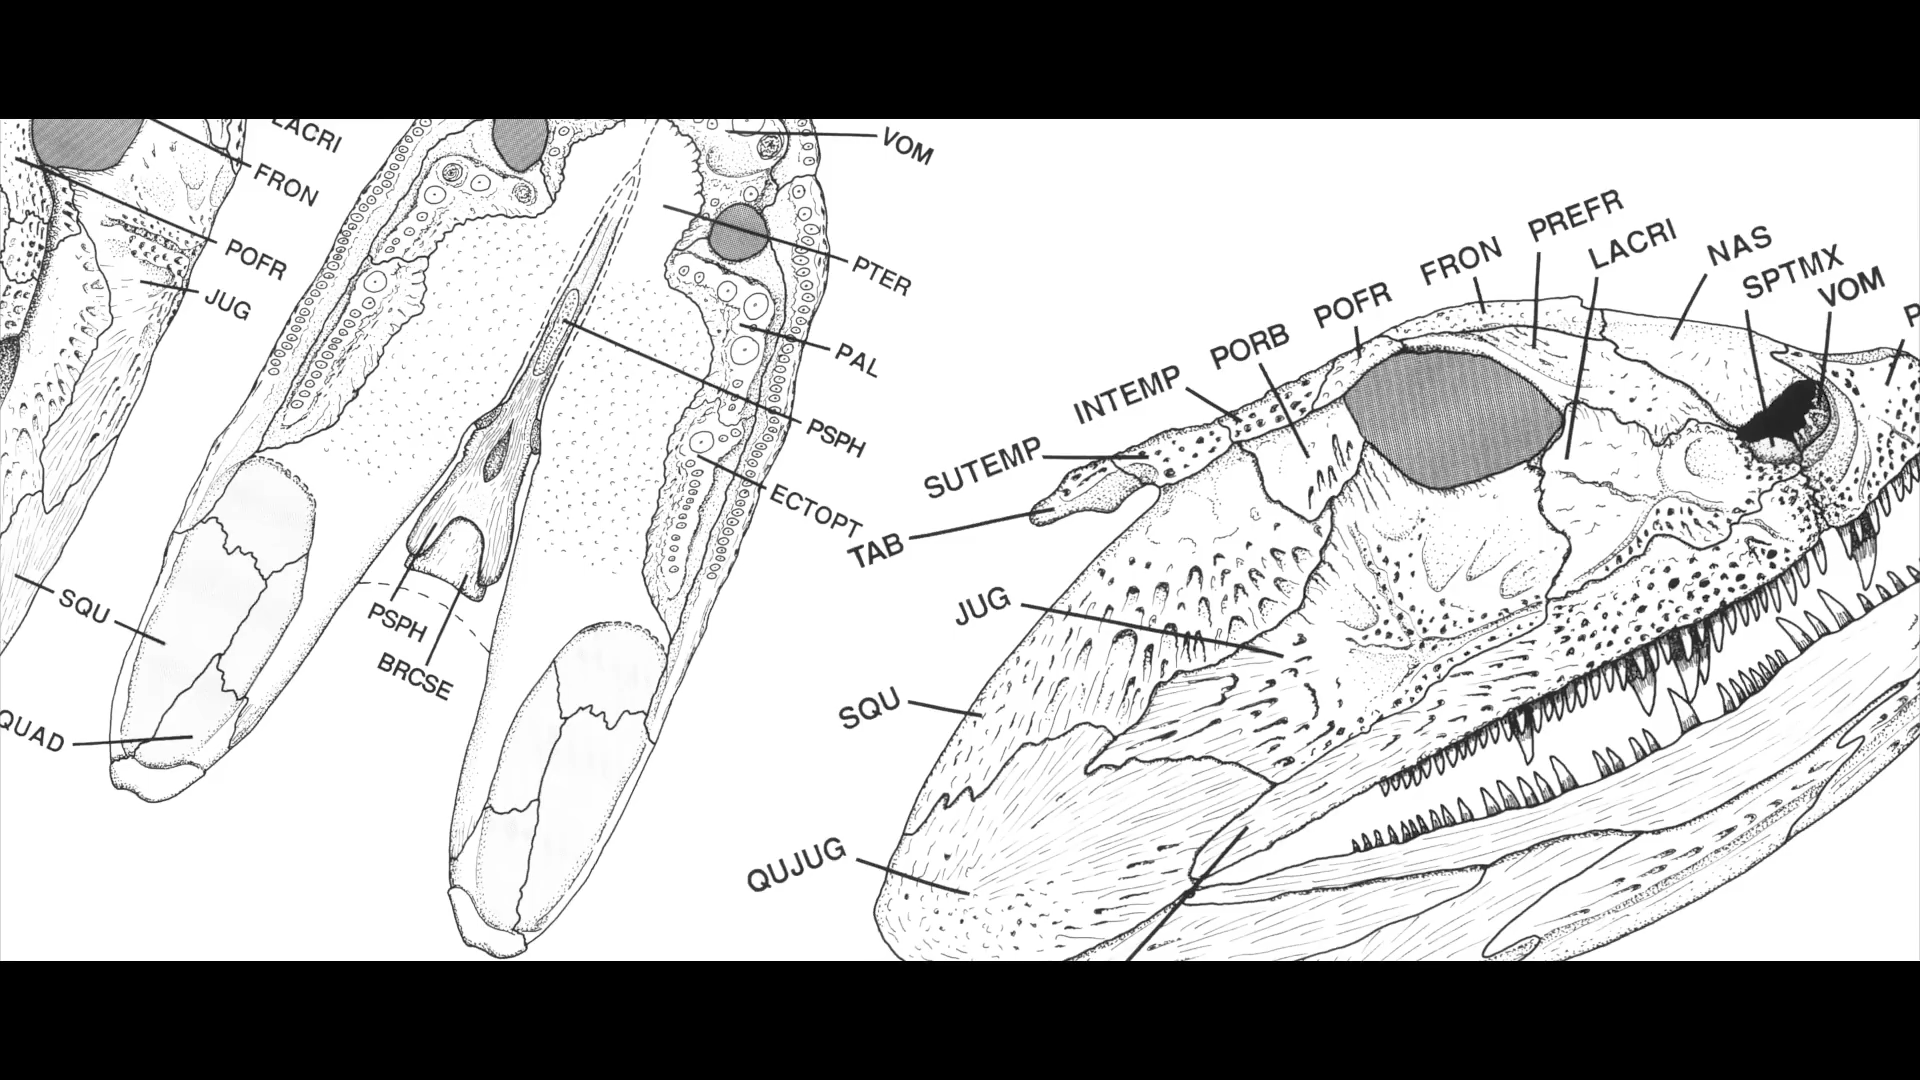 LACRI
FRON
POFR
JUG
SQU
QUAD
VOM
PTER
PAL
PSPH
ECTOPT
PSPH
BRCSE
PREFR
LACRI
FRON
NAS
SPTMX
VOM
POFR
PORB
INTEMP
SUTEMP
TAB
JUG
SQU
QUJUG